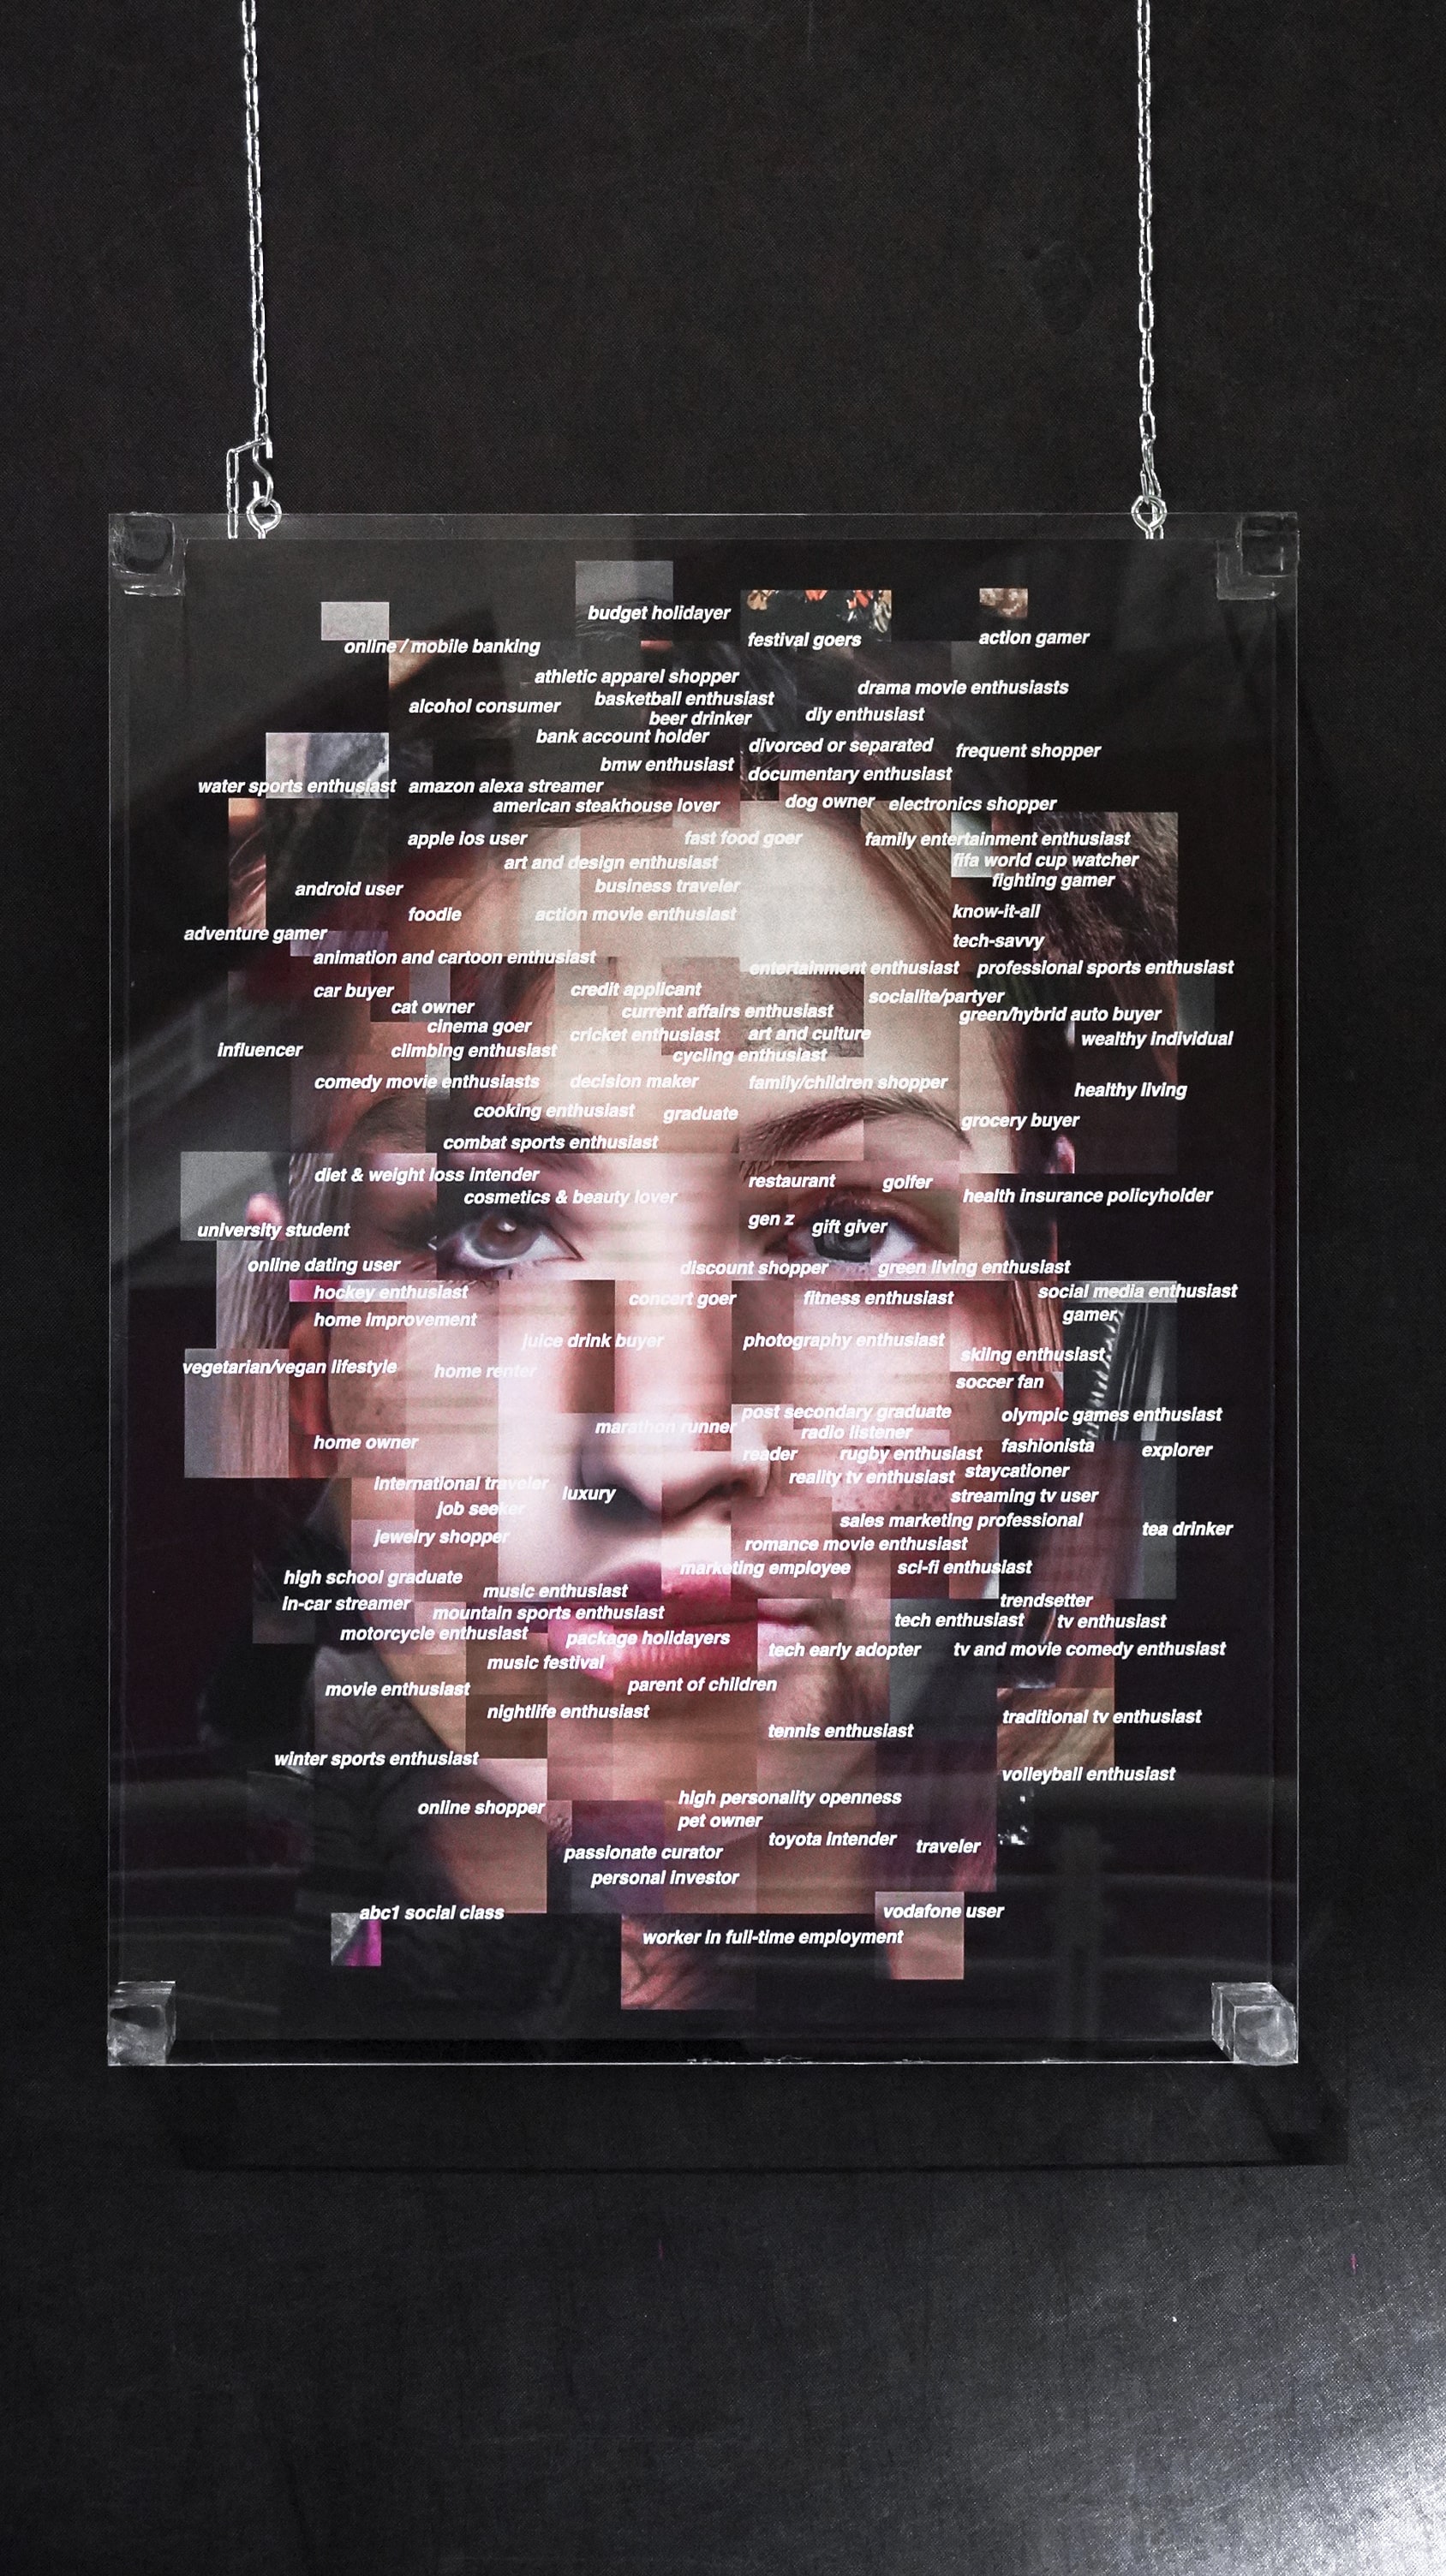 budget holidayer
festival goers
action gamer
online / mobile banking
athletic apparel shopper
drama movie enthusiasts
basketball enthusiast
alcohol consumer
beer drinker
diy enthusiast
bank account holder
divorced or separated
frequent shopper
bmw enthusiast
documentary enthusiast
water sports enthusiast
amazon alexa streamer
american steakhouse lover
dog owner
electronics shopper
apple ios user
fast food goer
family entertainment enthusiast
art and design enthusiast
fifa world cup watcher
android user
business traveler
fighting gamer
foodie
action movie enthusiast
know-it-all
adventure gamer
tech-savvy
animation and cartoon enthusiast
entertainment enthusiast
professional sports enthusiast
car buyer
credit applicant
socialite/partyer
cat owner
current affairs enthusiast
green/hybrid auto buyer
cinema goer
cricket enthusiast
art and culture
wealthy individual
influencer
climbing enthusiast
cycling enthusiast
comedy movie enthusiasts
decision maker
family/children shopper
healthy living
cooking enthusiast
graduate
grocery buyer
combat sports enthusiast
diet & weight loss intender
restaurant
golfer
cosmetics & beauty lover
health insurance policyholder
university student
gen z
gift giver
online dating user
discount shopper
green living enthusiast
hockey enthusiast
concert goer
fitness enthusiast
social media enthusiast
home improvement
gamer
juice drink buyer
photography enthusiast
skiing enthusiast
vegetarian/vegan lifestyle
home renter
soccer fan
post secondary graduate
olympic games enthusiast
marathon runner
radio listener
home owner
reader
rugby enthusiast
fashionista
explorer
international traveler
luxury
reality tv enthusiast
staycationer
job seeker
streaming tv user
jewelry shopper
sales marketing professional
tea drinker
romance movie enthusiast
high school graduate
marketing employee
sci-fi enthusiast
music enthusiast
in-car streamer
trendsetter
mountain sports enthusiast
tech enthusiast
tv enthusiast
motorcycle enthusiast
package holidayers
tech early adopter
tv and movie comedy enthusiast
music festival
movie enthusiast
parent of children
nightlife enthusiast
traditional tv enthusiast
tennis enthusiast
winter sports enthusiast
volleyball enthusiast
online shopper
high personality openness
pet owner
toyota intender
traveler
passionate curator
personal investor
abc1 social class
vodafone user
worker in full-time employment